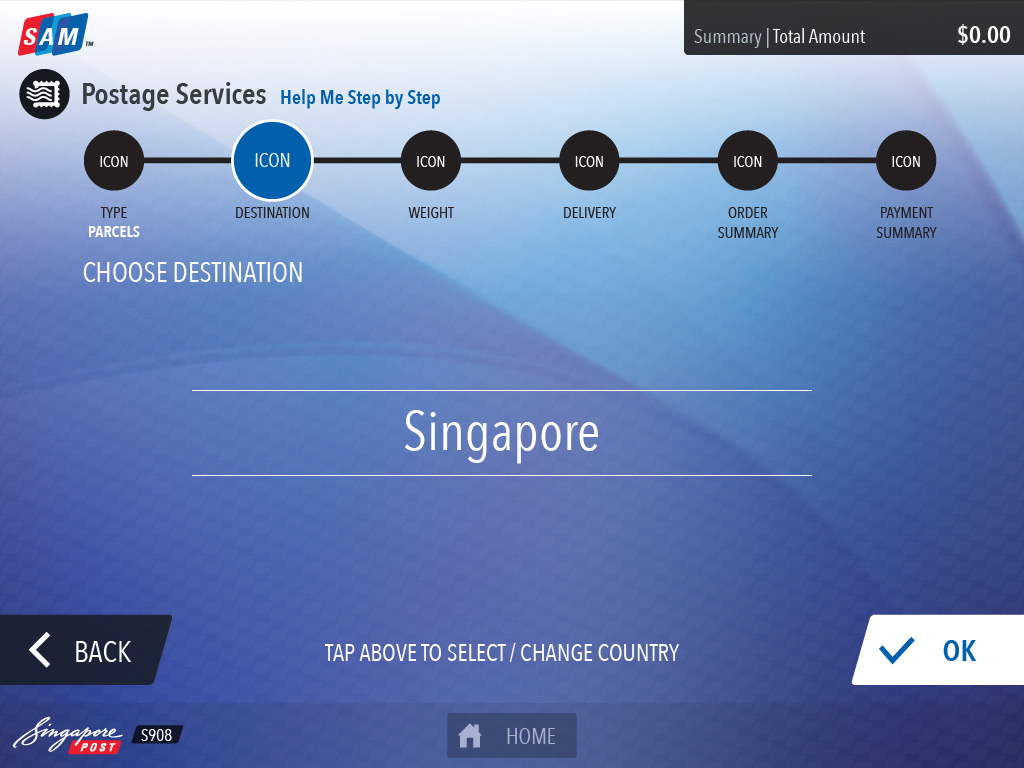 SAM TM
Summary | Total Amount $0.00
Postage Services Help Me Step by Step
ICON ICON ICON ICON ICON ICON
TYPE DESTINATION WEIGHT DELIVERY ORDER PAYMENT
PARCELS SUMMARY SUMMARY
CHOOSE DESTINATION
Singapore
BACK TAP ABOVE TO SELECT / CHANGE COUNTRY OK
Singapore POST S908 HOME